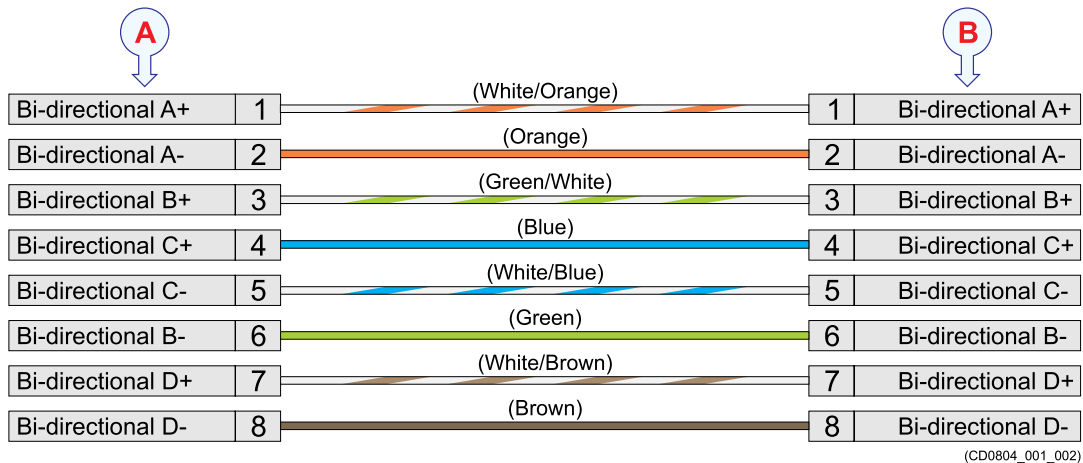 A B
(White/Orange)
Bi-directional A+ 1 1 Bi-directional A+
(Orange)
Bi-directional A- 2 2 Bi-directional A-
(Green/White)
Bi-directional B+ 3 3 Bi-directional B+
(Blue)
Bi-directional C+ 4 4 Bi-directional C+
(White/Blue)
Bi-directional C- 5 5 Bi-directional C-
(Green)
Bi-directional B- 6 6 Bi-directional B-
(White/Brown)
Bi-directional D+ 7 7 Bi-directional D+
(Brown)
Bi-directional D- 8 8 Bi-directional D-
(CD0804_001_002)